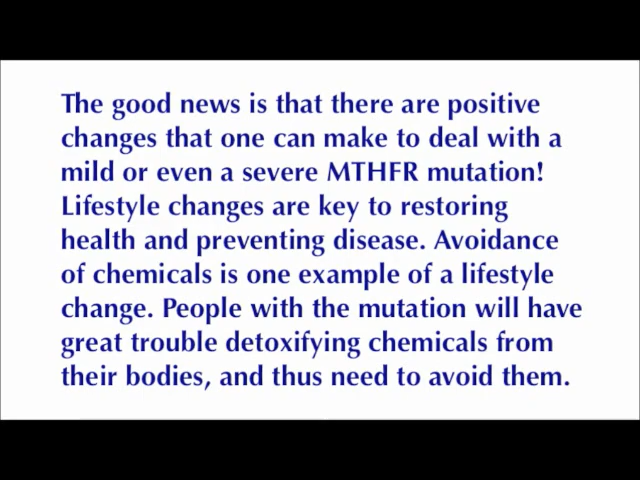 The good news is that there are positive
changes that one can make to deal with a
mild or even a severe MTHFR mutation!
Lifestyle changes are key to restoring
health and preventing disease. Avoidance
of chemicals is one example of a lifestyle
change. People with the mutation will have
great trouble detoxifying chemicals from
their bodies, and thus need to avoid them.